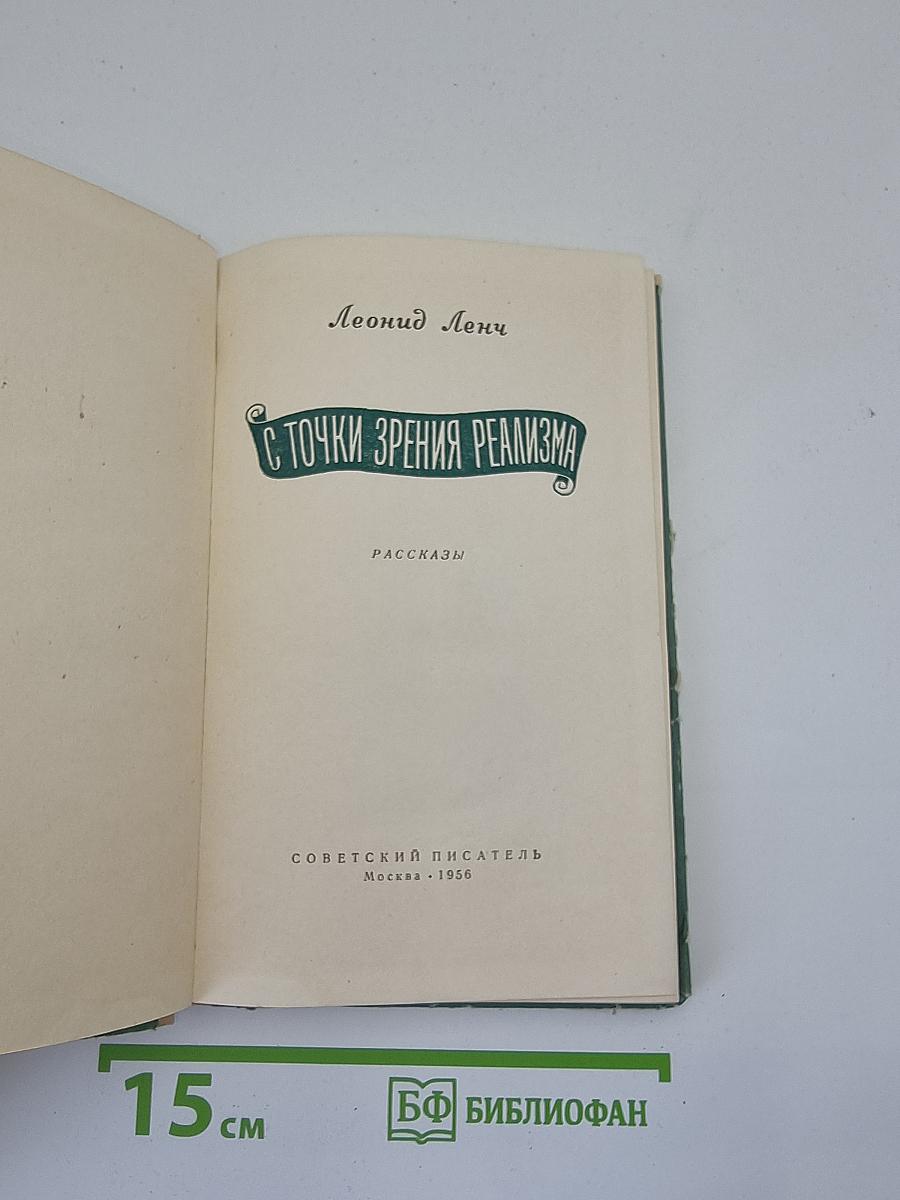 Леонид Ленч
С ТОЧКИ ЗРЕНИЯ РЕАЛИЗМА
РАССКАЗЫ
СОВЕТСКИЙ ПИСАТЕЛЬ
Москва • 1956
15 см
БФ БИБЛИОФАН